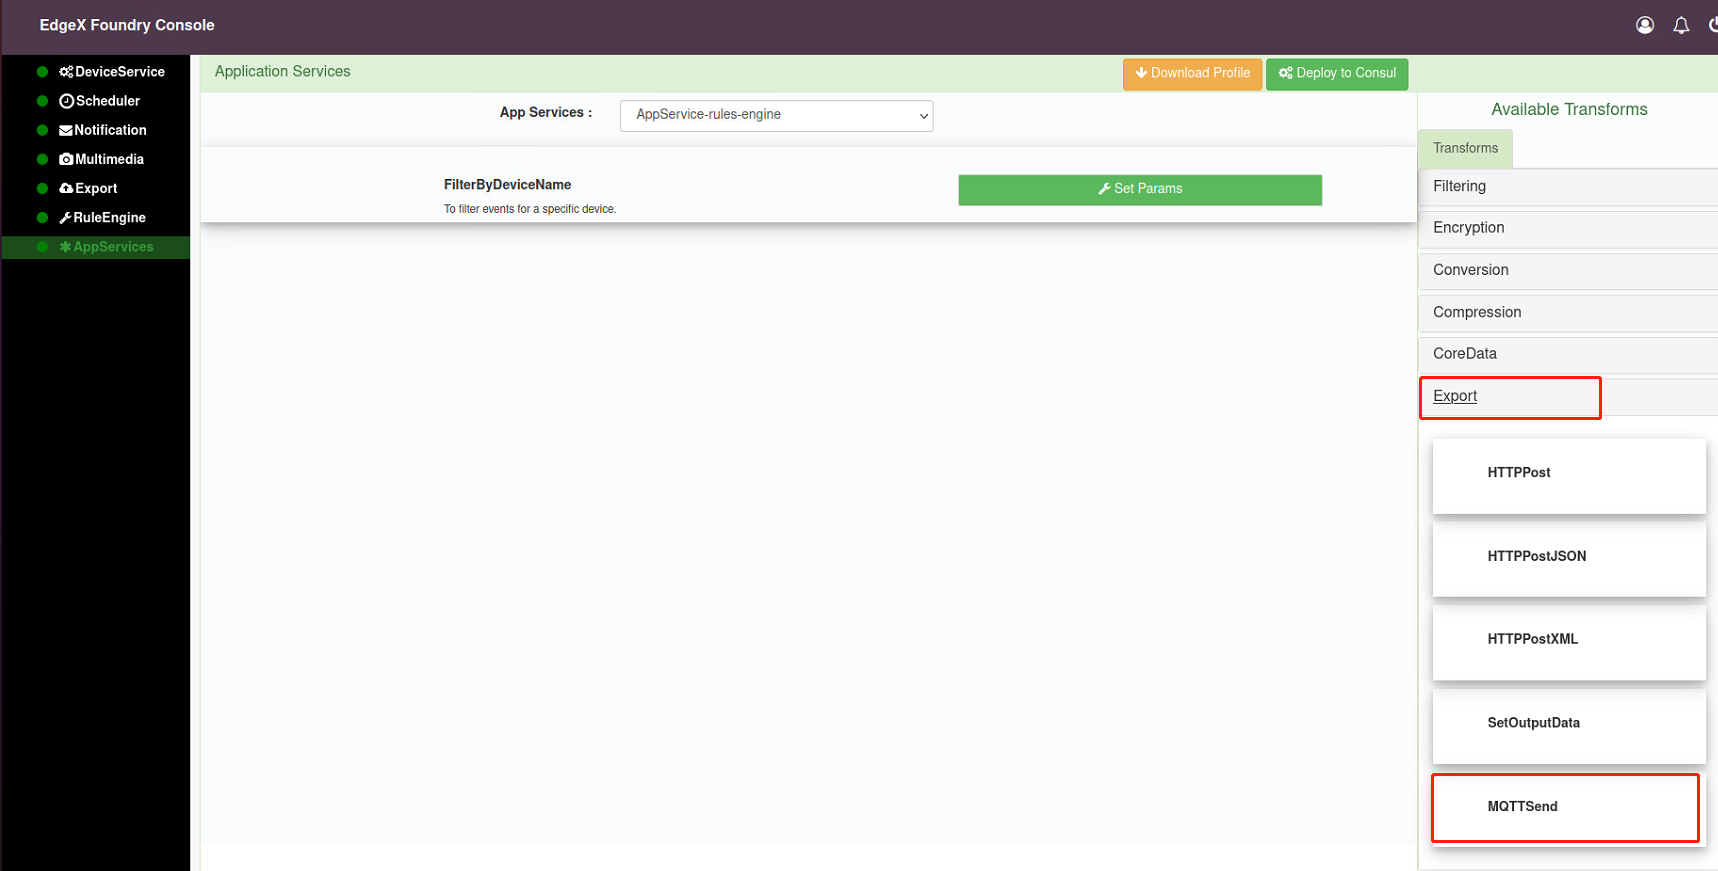 EdgeX Foundry Console
DeviceService
Scheduler
Notification
Multimedia
Export
RuleEngine
AppServices
Application Services
Download Profile
Deploy to Consul
App Services :
AppService-rules-engine
FilterByDeviceName
To filter events for a specific device.
Set Params
Available Transforms
Transforms
Filtering
Encryption
Conversion
Compression
CoreData
Export
HTTPPost
HTTPPostJSON
HTTPPostXML
SetOutputData
MQTTSend